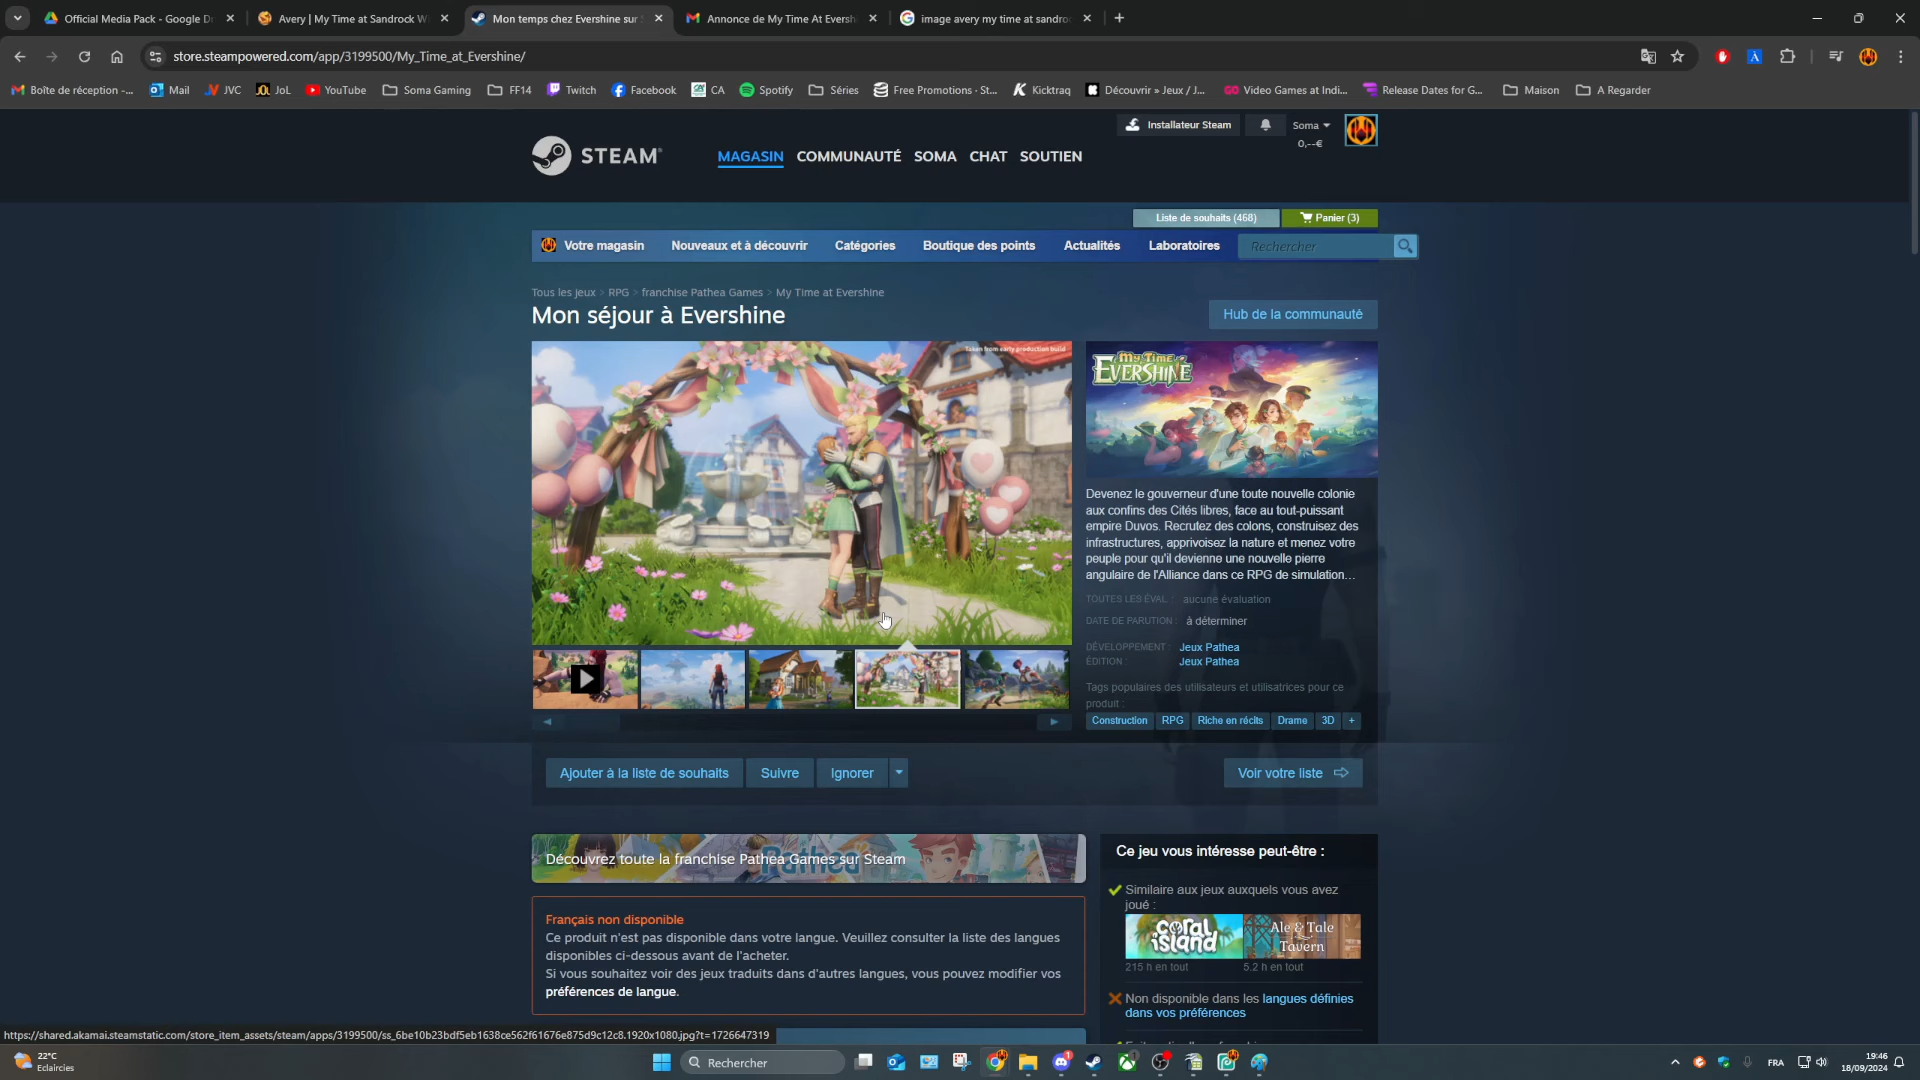 Official Media Pack - Google Dr
Avery | My Time at Sandrock W
Mon temps chez Evershine sur
Annonce de My Time At Eversh
image avery my time at sandroc
store.steampowered.com/app/3199500/My_Time_at_Evershine/
Boîte de réception -... Mail JVC JoL YouTube Soma Gaming FF14 Twitch Facebook CA Spotify Séries Free Promotions · St... Kicktraq Découvrir » Jeux / J... Video Games at Indi... Release Dates for G... Maison A Regarder
Installateur Steam
Soma
0,--€
STEAM
MAGASIN COMMUNAUTÉ SOMA CHAT SOUTIEN
Liste de souhaits (468)
Panier (3)
Votre magasin Nouveaux et à découvrir Catégories Boutique des points Actualités Laboratoires Rechercher
Tous les jeux > RPG > franchise Pathea Games > My Time at Evershine
Mon séjour à Evershine
Hub de la communauté
Taken from early production build
My Time at
EVERSHINE
Devenez le gouverneur d'une toute nouvelle colonie
aux confins des Cités libres, face au tout-puissant
empire Duvos. Recrutez des colons, construisez des
infrastructures, apprivoisez la nature et menez votre
peuple pour qu'il devienne une nouvelle pierre
angulaire de l'Alliance dans ce RPG de simulation...
TOUTES LES ÉVAL. : aucune évaluation
DATE DE PARUTION : à déterminer
DÉVELOPPEMENT : Jeux Pathea
ÉDITION : Jeux Pathea
Tags populaires des utilisateurs et utilisatrices pour ce
produit :
Construction RPG Riche en récits Drame 3D +
Ajouter à la liste de souhaits
Suivre
Ignorer
Voir votre liste
Découvrez toute la franchise Pathea Games sur Steam
Pathea
Français non disponible
Ce produit n'est pas disponible dans votre langue. Veuillez consulter la liste des langues
disponibles ci-dessous avant de l'acheter.
Si vous souhaitez voir des jeux traduits dans d'autres langues, vous pouvez modifier vos
préférences de langue.
Ce jeu vous intéresse peut-être :
Similaire aux jeux auxquels vous avez
joué :
coral island
Ale & Tale
Tavern
215 h en tout
5.2 h en tout
Non disponible dans les langues définies
dans vos préférences
https://shared.akamai.steamstatic.com/store_item_assets/steam/apps/3199500/ss_6be10b23bdf5eb1638ce562f61676e875d9c12c8.1920x1080.jpg?t=1726647319
22°C
Eclaircies
Rechercher
FRA
19:46
18/09/2024